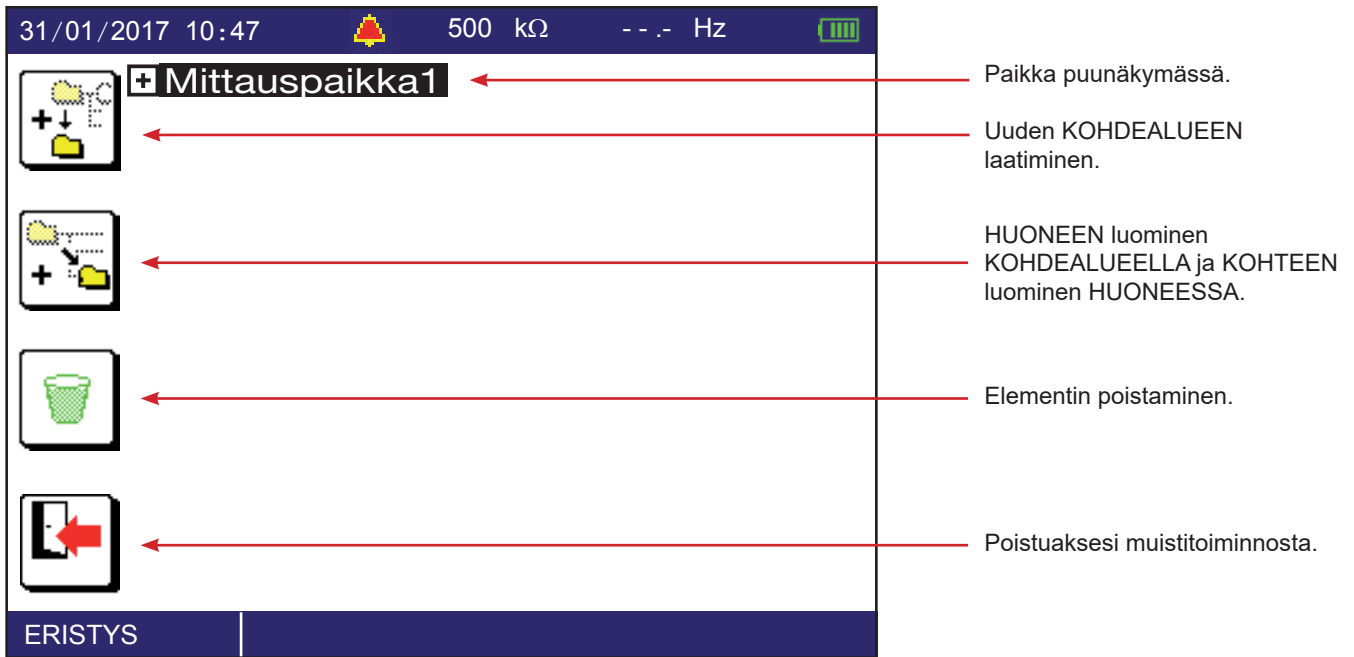 31/01/2017 10:47 500 kΩ - - .- Hz
+ Mittauspaikka1
Paikka puunäkymässä.
Uuden KOHDEALUEEN
laatiminen.
HUONEEN luominen
KOHDEALUEELLA ja KOHTEEN
luominen HUONEESSA.
Elementin poistaminen.
Poistuaksesi muistitoiminnosta.
ERISTYS